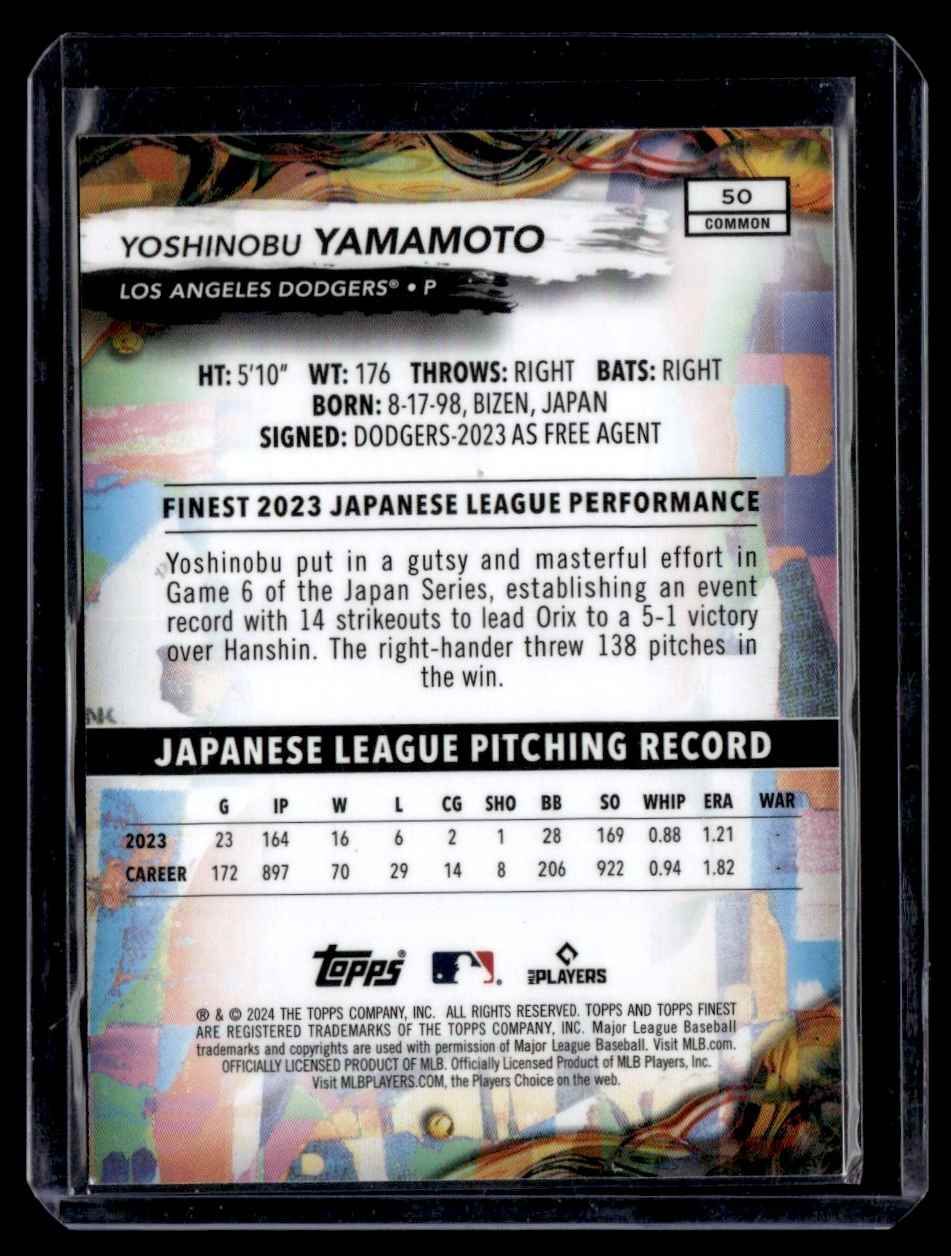 50
COMMON
YOSHINOBU YAMAMOTO
LOS ANGELES DODGERS® • P
HT: 5'10" WT: 176 THROWS: RIGHT BATS: RIGHT
BORN: 8-17-98, BIZEN, JAPAN
SIGNED: DODGERS-2023 AS FREE AGENT
FINEST 2023 JAPANESE LEAGUE PERFORMANCE
Yoshinobu put in a gutsy and masterful effort in
Game 6 of the Japan Series, establishing an event
record with 14 strikeouts to lead Orix to a 5-1 victory
over Hanshin. The right-hander threw 138 pitches in
the win.
NK
JAPANESE LEAGUE PITCHING RECORD
G IP W L CG SHO BB SO WHIP ERA WAR
2023 23 164 16 6 2 1 28 169 0.88 1.21 -
CAREER 172 897 70 29 14 8 206 922 0.94 1.82 -
topps® MLB PLAYERS
® & © 2024 THE TOPPS COMPANY, INC. ALL RIGHTS RESERVED. TOPPS AND TOPPS FINEST
ARE REGISTERED TRADEMARKS OF THE TOPPS COMPANY, INC. Major League Baseball
trademarks and copyrights are used with permission of Major League Baseball. Visit MLB.com.
OFFICIALLY LICENSED PRODUCT OF MLB. Officially Licensed Product of MLB Players, Inc.
Visit MLBPLAYERS.COM, the Players Choice on the web.